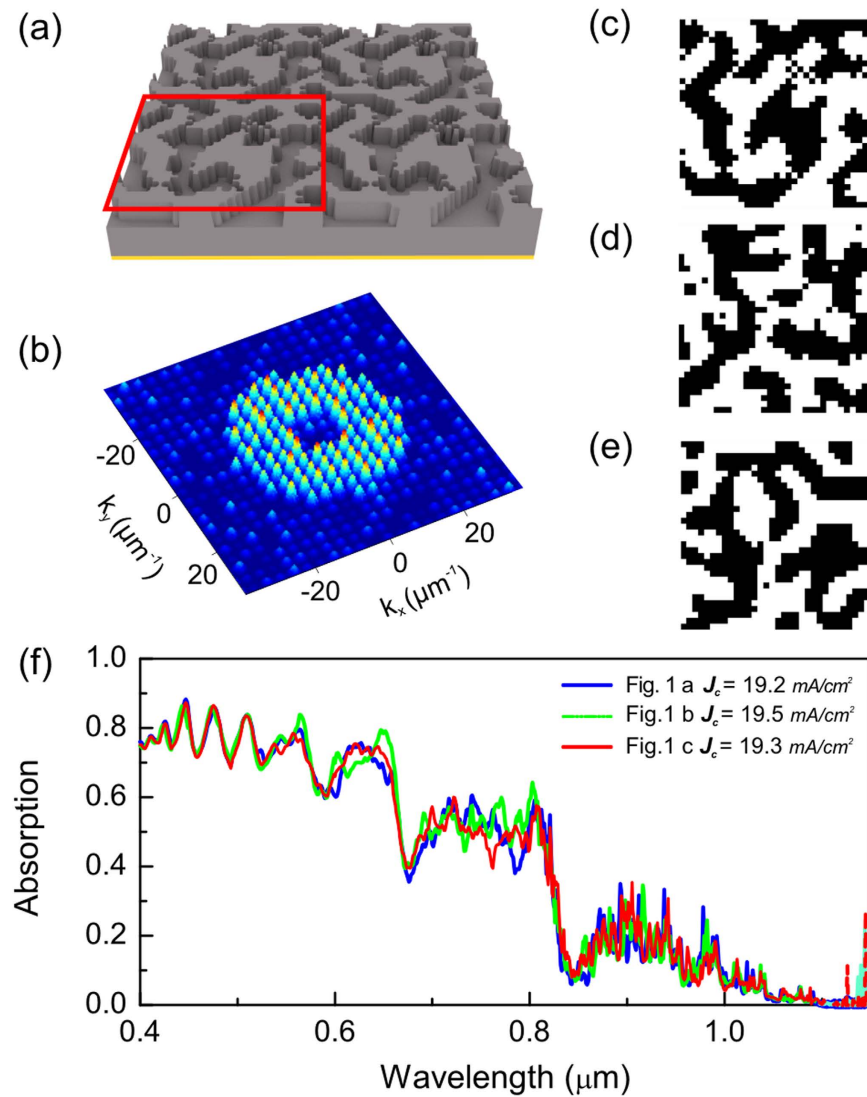 (a)
(c)
(d)
(b)
-20
0
20
k_y (μm⁻¹)
-20
0
20
k_x (μm⁻¹)
(e)
(f)
1.0
0.8
0.6
0.4
0.2
0.0
Absorption
Fig. 1 a J_c = 19.2 mA/cm²
Fig.1 b J_c = 19.5 mA/cm²
Fig.1 c J_c = 19.3 mA/cm²
0.4
0.6
0.8
1.0
Wavelength (μm)